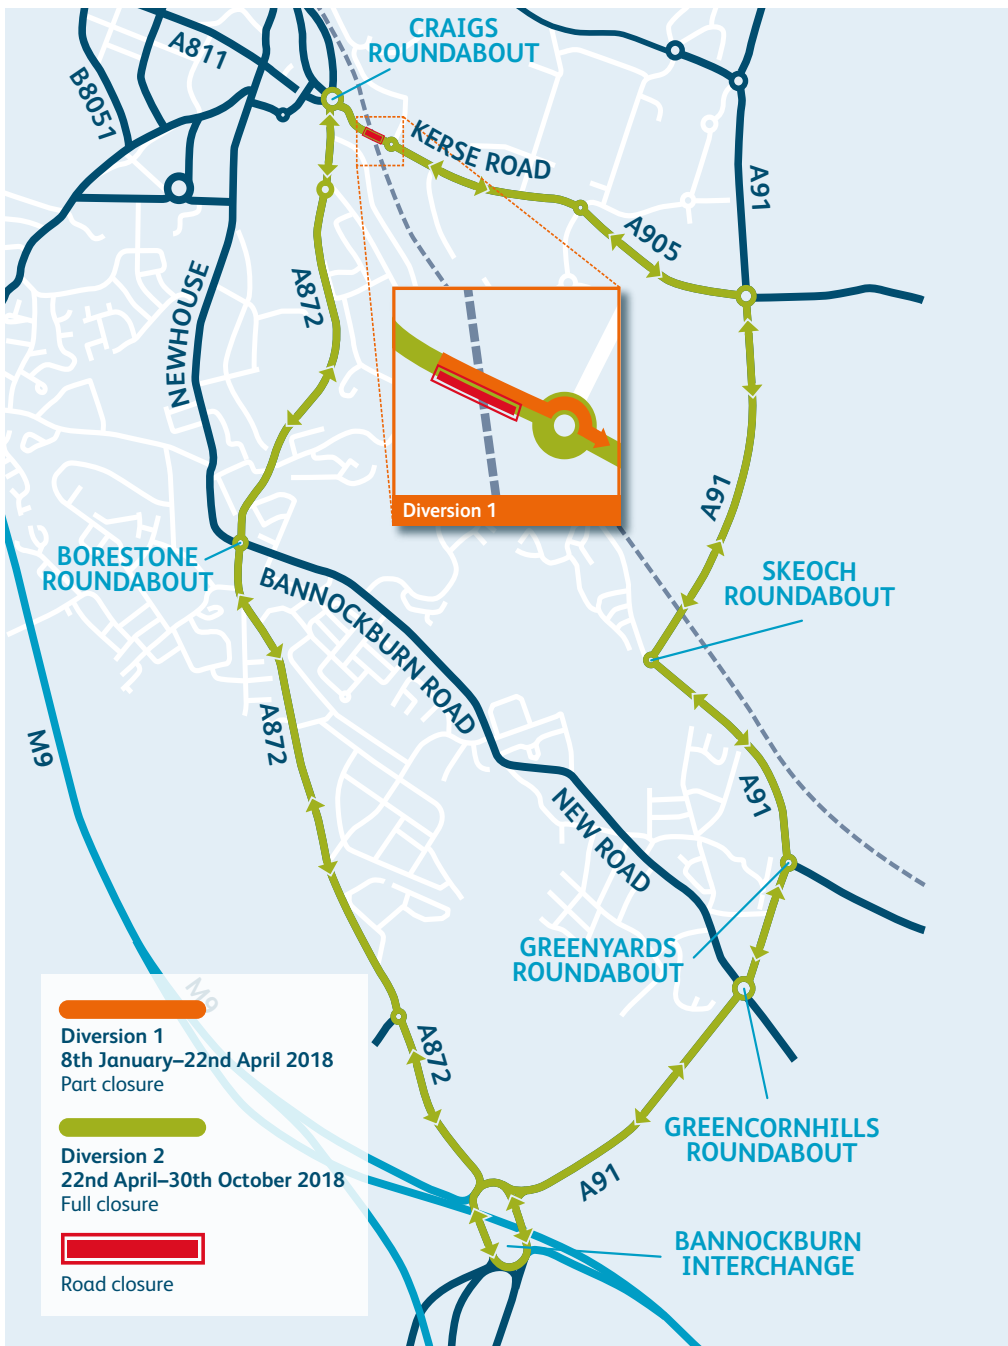 CRAIGS
ROUNDABOUT
A811
B8051
KERSE ROAD
A91
A905
NEWHOUSE
A872
Diversion 1
A91
BORESTONE
ROUNDABOUT
BANNOCKBURN ROAD
SKEOCH
ROUNDABOUT
A872
M9
A91
NEW ROAD
GREENYARDS
ROUNDABOUT
M9
Diversion 1
8th January–22nd April 2018
Part closure
A872
Diversion 2
22nd April–30th October 2018
Full closure
GREENCORNHILLS
ROUNDABOUT
A91
BANNOCKBURN
INTERCHANGE
Road closure